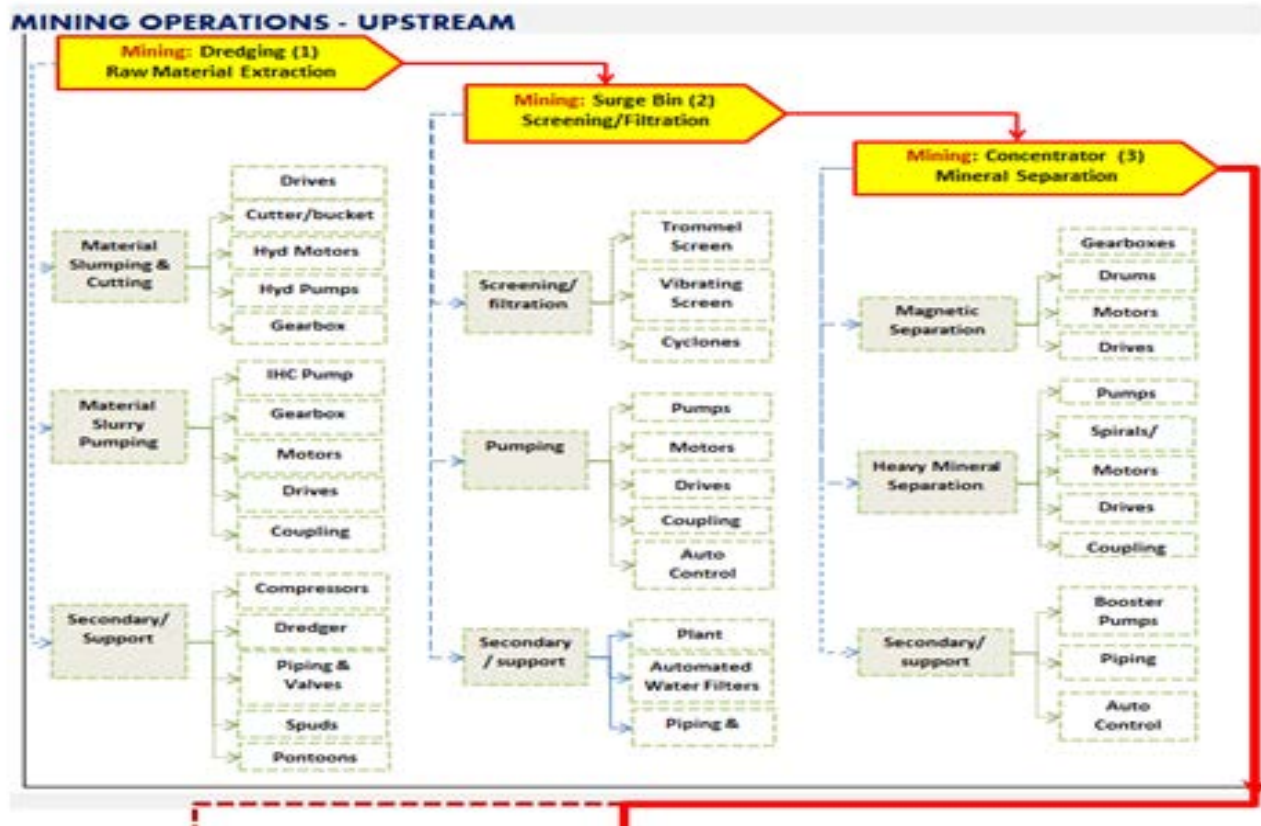 MINING OPERATIONS - UPSTREAM
Mining: Dredging (1)
Raw Material Extraction
Mining: Surge Bin (2)
Screening/Filtration
Mining: Concentrator (3)
Mineral Separation
Material
Slumping &
Cutting
Drives
Cutter/bucket
Hyd Motors
Hyd Pumps
Gearbox
Material
Slurry
Pumping
IHC Pump
Gearbox
Motors
Drives
Coupling
Secondary/
Support
Compressors
Dredger
Piping &
Valves
Spuds
Pontoons
Screening/
filtration
Trommel
Screen
Vibrating
Screen
Cyclones
Pumping
Pumps
Motors
Drives
Coupling
Auto
Control
Secondary
/ support
Plant
Automated
Water Filters
Piping &
Magnetic
Separation
Gearboxes
Drums
Motors
Drives
Heavy Mineral
Separation
Pumps
Spirals/
Motors
Drives
Coupling
Secondary/
support
Booster
Pumps
Piping
Auto
Control